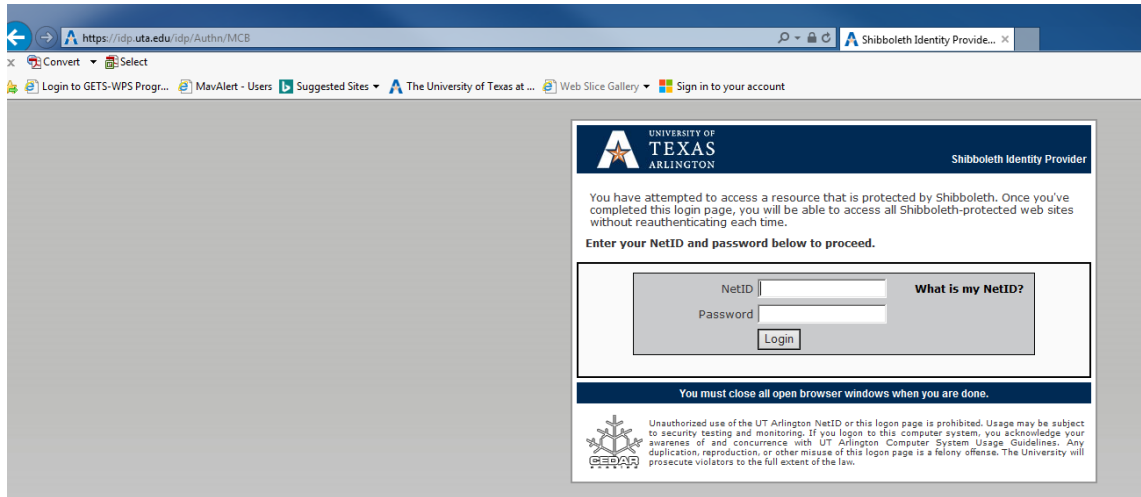 https://idp.uta.edu/idp/Authn/MCB
Shibboleth Identity Provide...
x Convert Select
Login to GETS-WPS Progr... MavAlert - Users Suggested Sites The University of Texas at ... Web Slice Gallery Sign in to your account
UNIVERSITY OF
TEXAS
ARLINGTON
Shibboleth Identity Provider
You have attempted to access a resource that is protected by Shibboleth. Once you've
completed this login page, you will be able to access all Shibboleth-protected web sites
without reauthenticating each time.
Enter your NetID and password below to proceed.
NetID What is my NetID?
Password
Login
You must close all open browser windows when you are done.
Unauthorized use of the UT Arlington NetID or this logon page is prohibited. Usage may be subject
to security testing and monitoring. If you logon to this computer system, you acknowledge your
awarenes of and concurrence with UT Arlington Computer System Usage Guidelines. Any
duplication, reproduction, or other misuse of this logon page is a felony offense. The University will
prosecute violators to the full extent of the law.
CEDAR